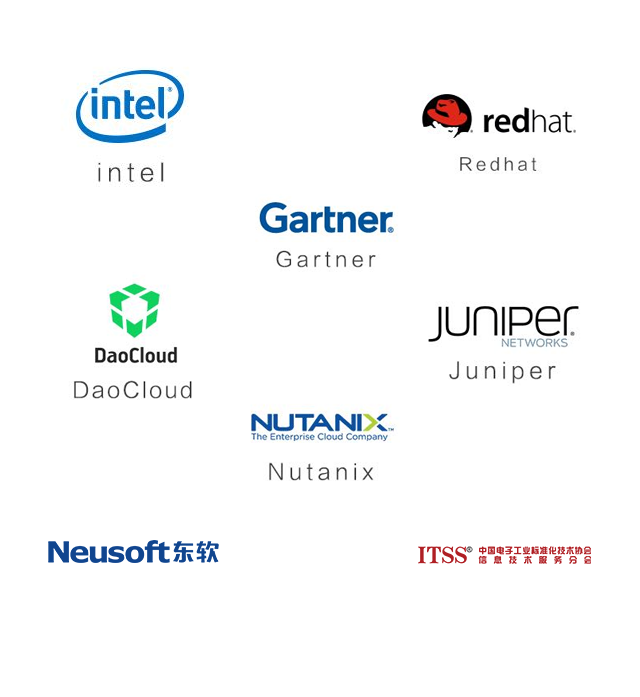 intel®
intel
redhat.
Redhat
Gartner®
Gartner
DaoCloud
DaoCloud
JUNIPER®
NETWORKS
Juniper
NUTANIX™
The Enterprise Cloud Company
Nutanix
Neusoft东软
ITSS® 中国电子工业标准化技术协会
信息技术服务分会